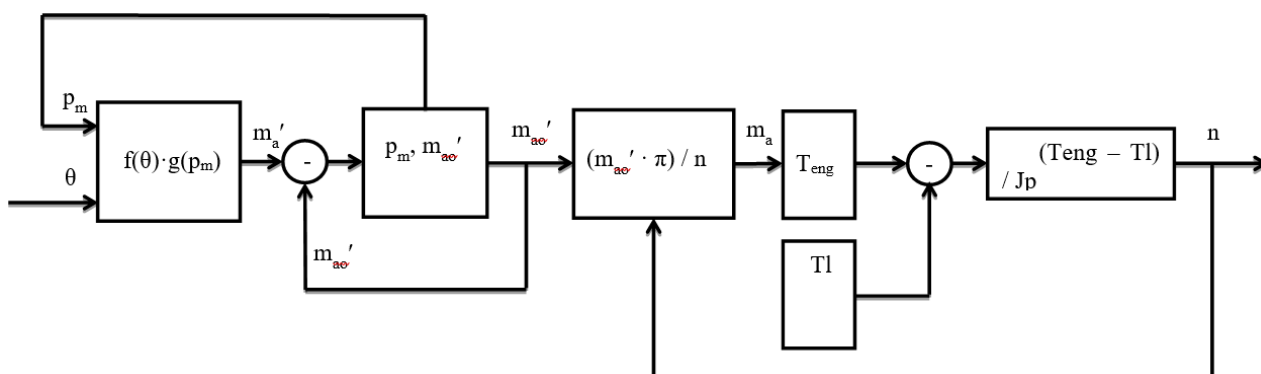 pm
θ
f(θ)·g(pm)
ma′
pm, mao′
mao′
mao′
(mao′ · π) / n
ma
Teng
Tl
(Teng – Tl)
/ Jp
n